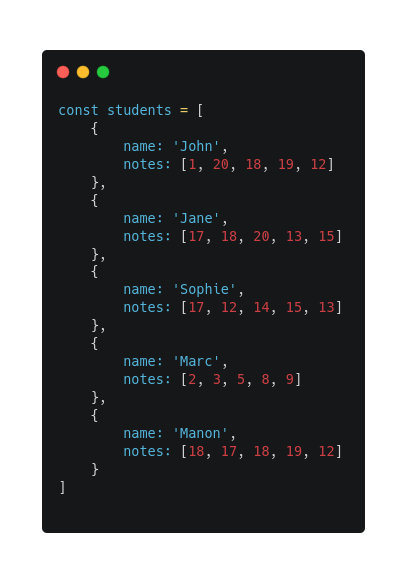 const students = [
    {
        name: 'John',
        notes: [1, 20, 18, 19, 12]
    },
    {
        name: 'Jane',
        notes: [17, 18, 20, 13, 15]
    },
    {
        name: 'Sophie',
        notes: [17, 12, 14, 15, 13]
    },
    {
        name: 'Marc',
        notes: [2, 3, 5, 8, 9]
    },
    {
        name: 'Manon',
        notes: [18, 17, 18, 19, 12]
    }
]